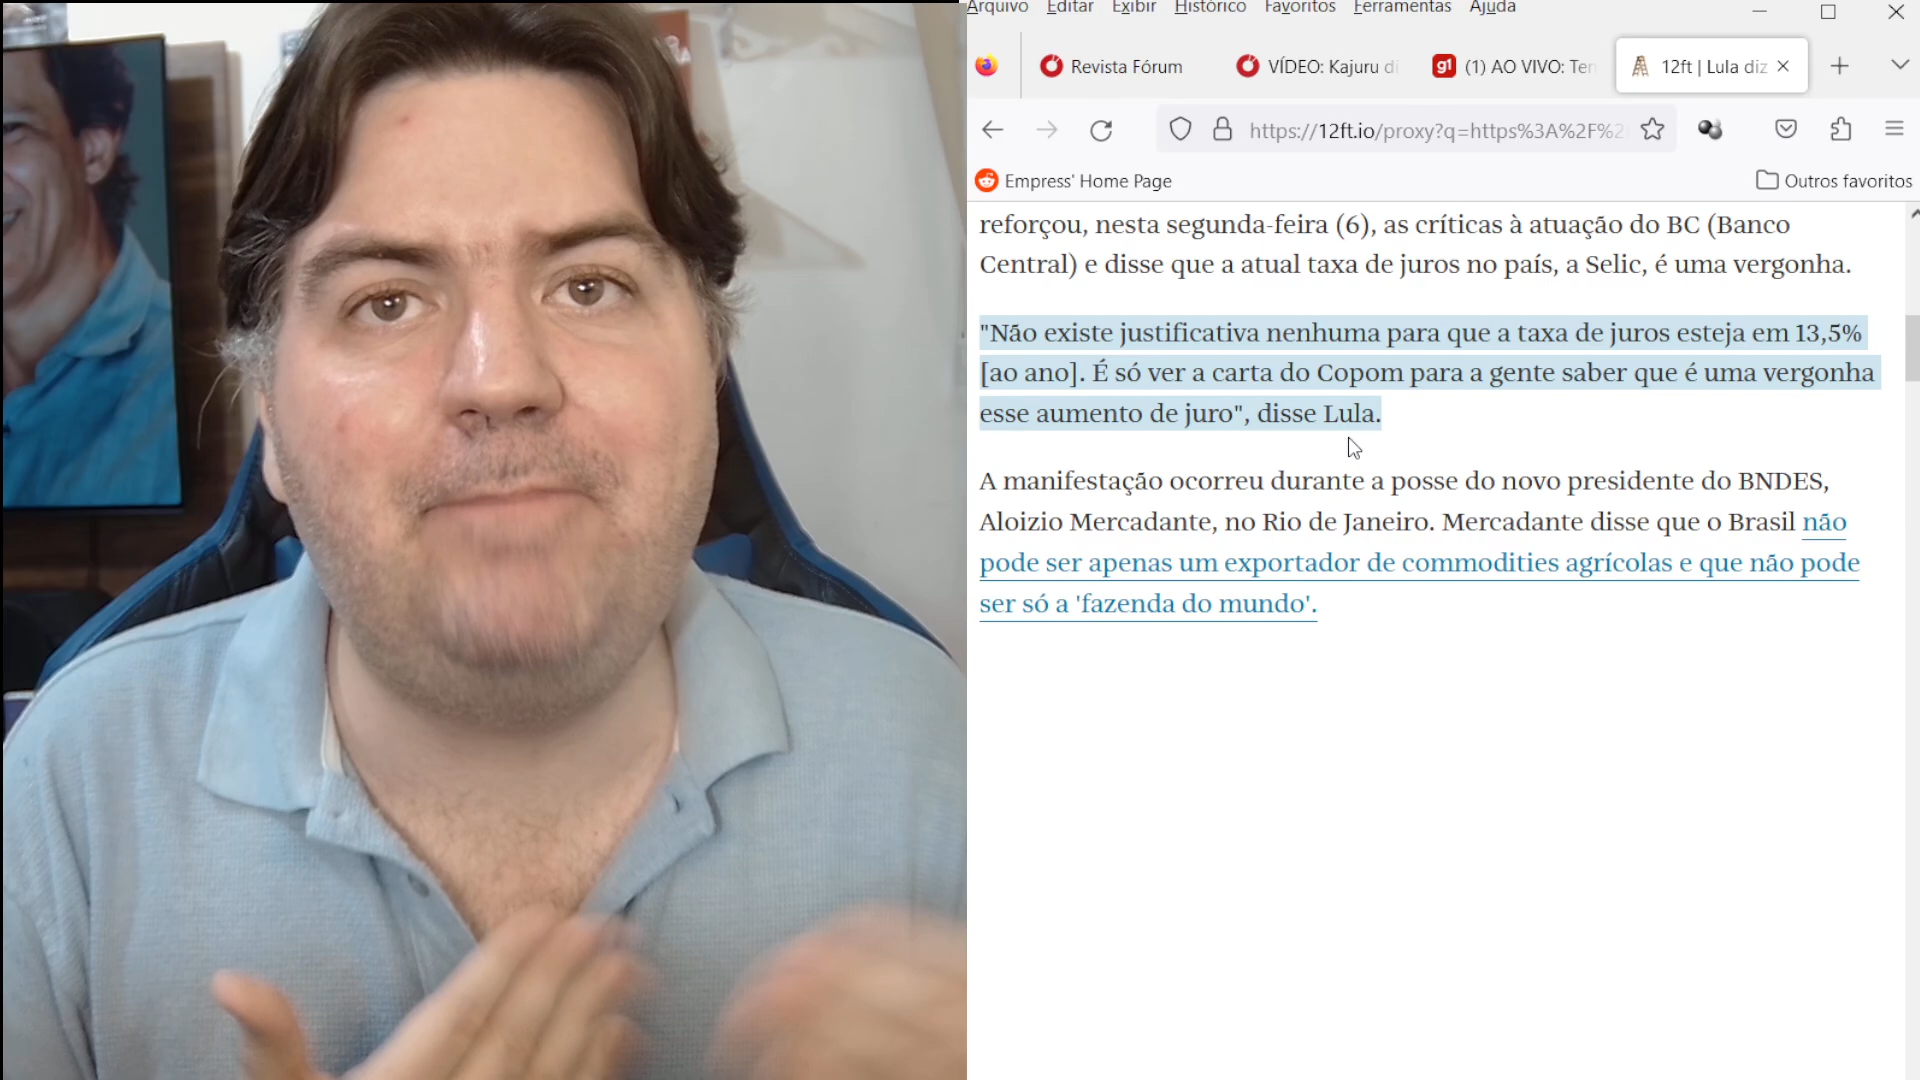 Arquivo Editar Exibir Histórico Favoritos Ferramentas Ajuda
Revista Fórum VÍDEO: Kajuru di g1 (1) AO VIVO: Ter 12ft | Lula diz
https://12ft.io/proxy?q=https%3A%2F%2
Empress' Home Page Outros favoritos
reforçou, nesta segunda-feira (6), as críticas à atuação do BC (Banco
Central) e disse que a atual taxa de juros no país, a Selic, é uma vergonha.
"Não existe justificativa nenhuma para que a taxa de juros esteja em 13,5%
[ao ano]. É só ver a carta do Copom para a gente saber que é uma vergonha
esse aumento de juro", disse Lula.
A manifestação ocorreu durante a posse do novo presidente do BNDES,
Aloizio Mercadante, no Rio de Janeiro. Mercadante disse que o Brasil não
pode ser apenas um exportador de commodities agrícolas e que não pode
ser só a 'fazenda do mundo'.